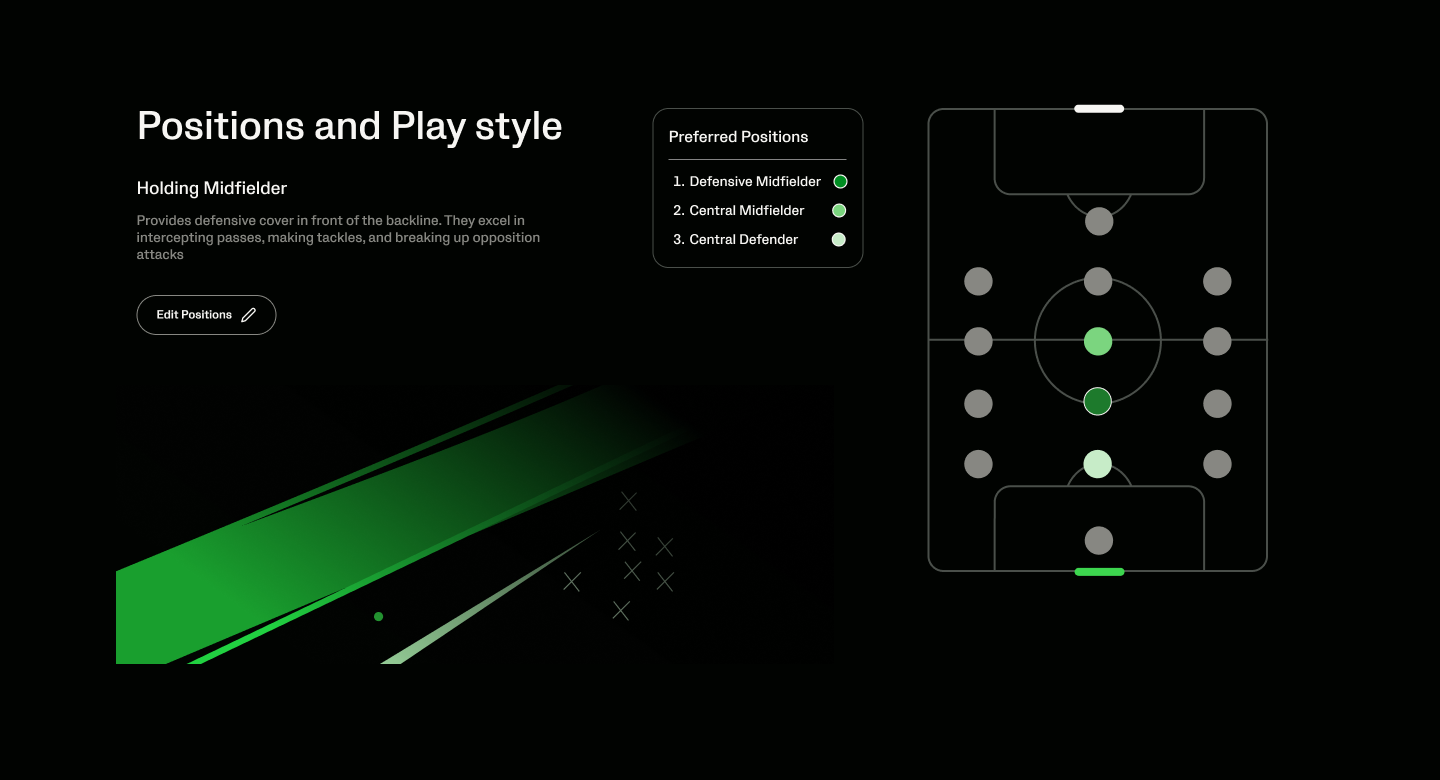 Positions and Play style
Holding Midfielder
Provides defensive cover in front of the backline. They excel in
intercepting passes, making tackles, and breaking up opposition
attacks
Edit Positions
Preferred Positions
1. Defensive Midfielder
2. Central Midfielder
3. Central Defender